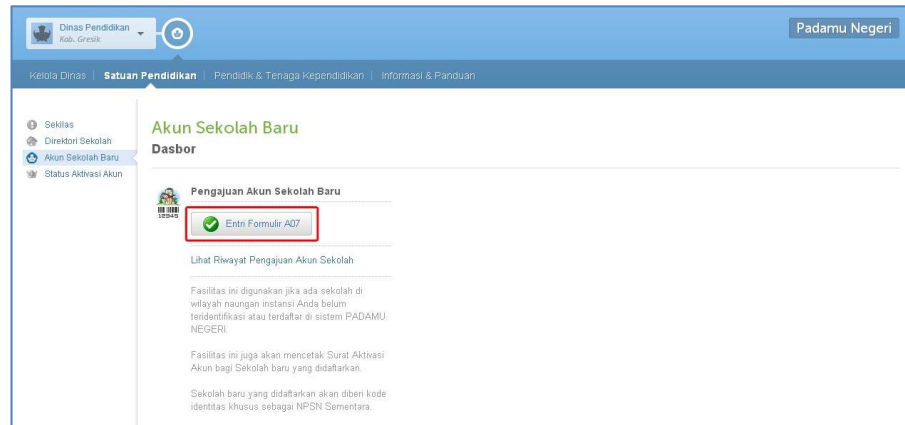 Dinas Pendidikan
Kab. Gresik
Padamu Negeri
Kelola Dinas | Satuan Pendidikan | Pendidik & Tenaga Kependidikan | Informasi & Panduan
Sekilas
Direktori Sekolah
Akun Sekolah Baru
Status Aktivasi Akun
Akun Sekolah Baru
Dasbor
Pengajuan Akun Sekolah Baru
12345
Entri Formulir A07
Lihat Riwayat Pengajuan Akun Sekolah
Fasilitas ini digunakan jika ada sekolah di
wilayah naungan instansi Anda belum
teridentifikasi atau terdaftar di sistem PADAMU
NEGERI.
Fasilitas ini juga akan mencetak Surat Aktivasi
Akun bagi Sekolah baru yang didaftarkan.
Sekolah baru yang didaftarkan akan diberi kode
identitas khusus sebagai NPSN Sementara.